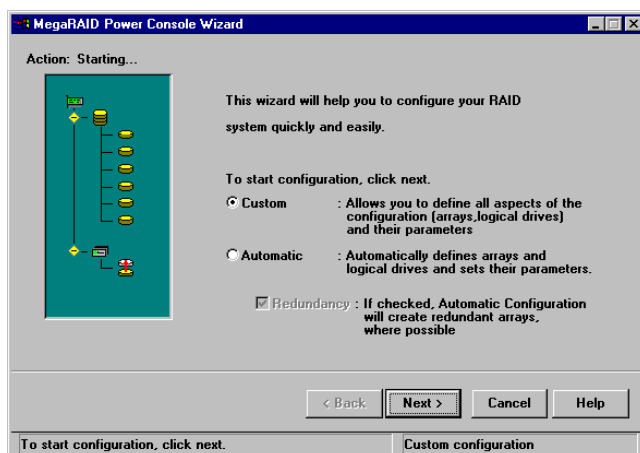 MegaRAID Power Console Wizard
Action: Starting...
This wizard will help you to configure your RAID
system quickly and easily.
To start configuration, click next.
Custom : Allows you to define all aspects of the
configuration (arrays,logical drives)
and their parameters
Automatic : Automatically defines arrays and
logical drives and sets their parameters.
Redundancy : If checked, Automatic Configuration
will create redundant arrays,
where possible
< Back Next > Cancel Help
To start configuration, click next. Custom configuration